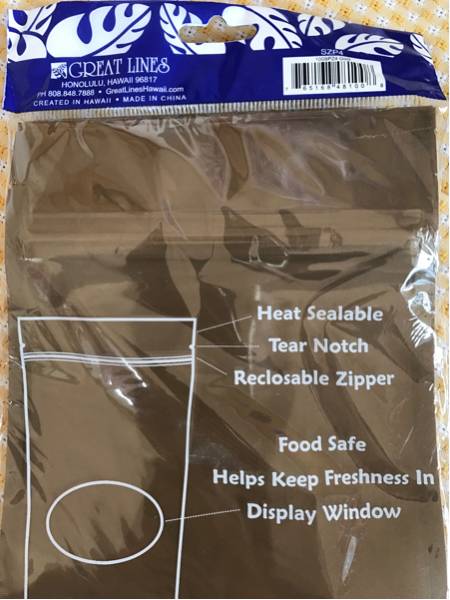 GREAT LINES
HONOLULU, HAWAII 96817
PH 808.848.7888 • GreatLinesHawaii.com
CREATED IN HAWAII • MADE IN CHINA
SZP4
Heat Sealable
Tear Notch
Reclosable Zipper
Food Safe
Helps Keep Freshness In
Display Window